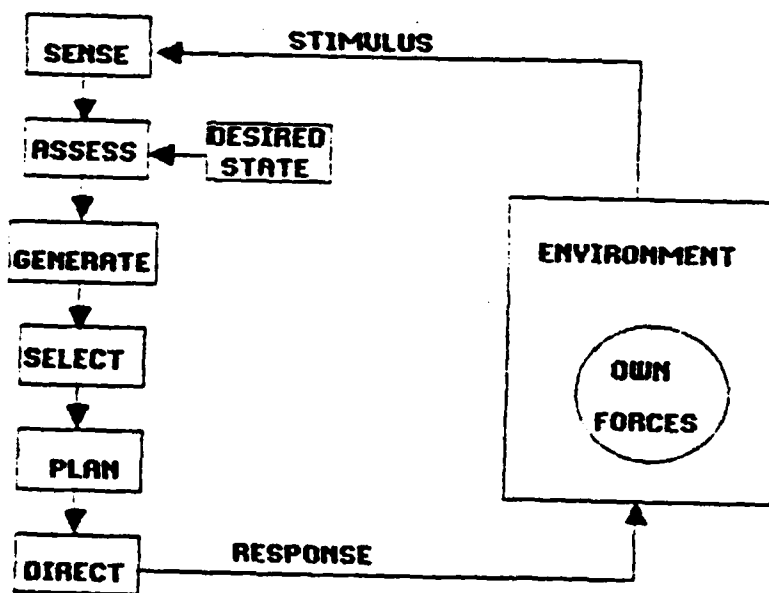 SENSE
STIMULUS
ASSESS
DESIRED
STATE
GENERATE
ENVIRONMENT
SELECT
OWN
FORCES
PLAN
DIRECT
RESPONSE